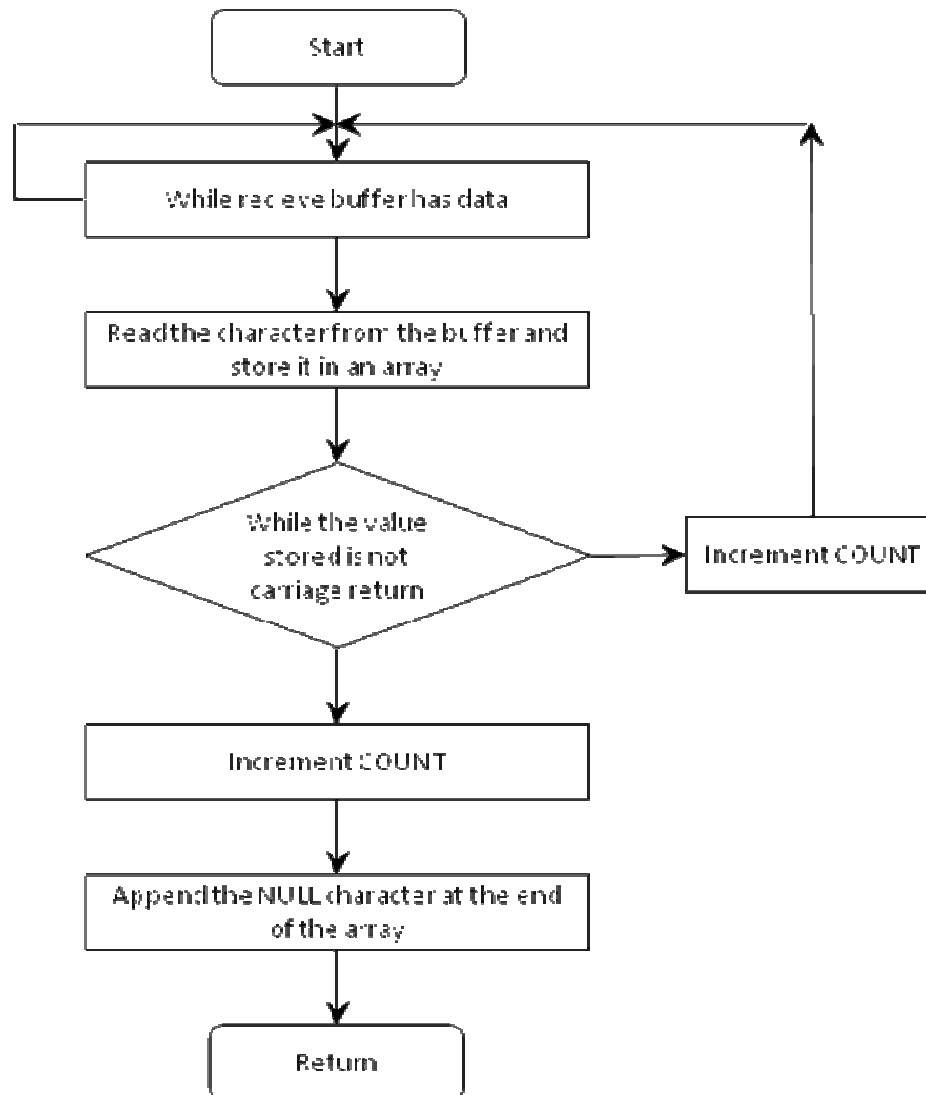 Start
While recieve buffer has data
Read the character from the buffer and
store it in an array
While the value
stored is not
carriage return
Increment COUNT
Increment COUNT
Append the NULL character at the end
of the array
Return